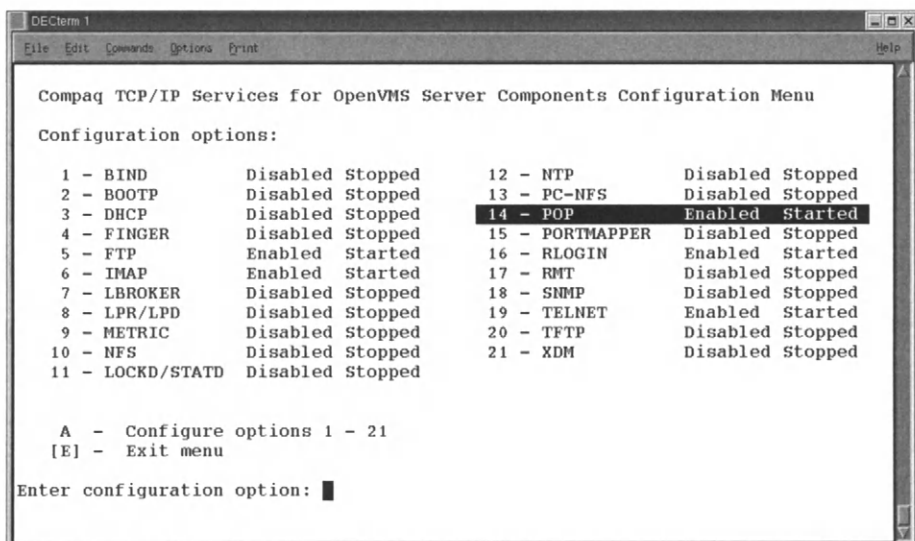 DECterm 1
File Edit Commands Options Print Help
Compaq TCP/IP Services for OpenVMS Server Components Configuration Menu
Configuration options:
1 - BIND Disabled Stopped 12 - NTP Disabled Stopped
2 - BOOTP Disabled Stopped 13 - PC-NFS Disabled Stopped
3 - DHCP Disabled Stopped 14 - POP Enabled Started
4 - FINGER Disabled Stopped 15 - PORTMAPPER Disabled Stopped
5 - FTP Enabled Started 16 - RLOGIN Enabled Started
6 - IMAP Enabled Started 17 - RMT Disabled Stopped
7 - LBROKER Disabled Stopped 18 - SNMP Disabled Stopped
8 - LPR/LPD Disabled Stopped 19 - TELNET Enabled Started
9 - METRIC Disabled Stopped 20 - TFTP Disabled Stopped
10 - NFS Disabled Stopped 21 - XDM Disabled Stopped
11 - LOCKD/STATD Disabled Stopped
A - Configure options 1 - 21
[E] - Exit menu
Enter configuration option: